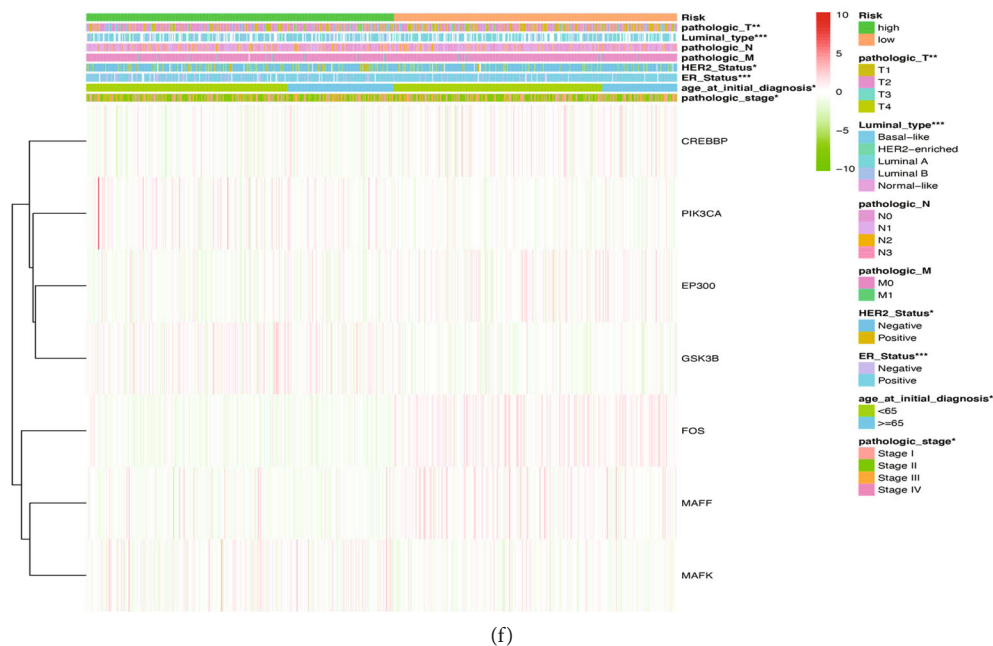 Risk
pathologic_T**
Luminal_type***
pathologic_N
pathologic_M
HER2_Status*
ER_Status***
age_at_initial_diagnosis*
pathologic_stage*
CREBBP
PIK3CA
EP300
GSK3B
FOS
MAFF
MAFK
10
5
0
−5
−10
Risk
high
low
pathologic_T**
T1
T2
T3
T4
Luminal_type***
Basal-like
HER2-enriched
Luminal A
Luminal B
Normal-like
pathologic_N
N0
N1
N2
N3
pathologic_M
M0
M1
HER2_Status*
Negative
Positive
ER_Status***
Negative
Positive
age_at_initial_diagnosis*
<65
>=65
pathologic_stage*
Stage I
Stage II
Stage III
Stage IV
(f)